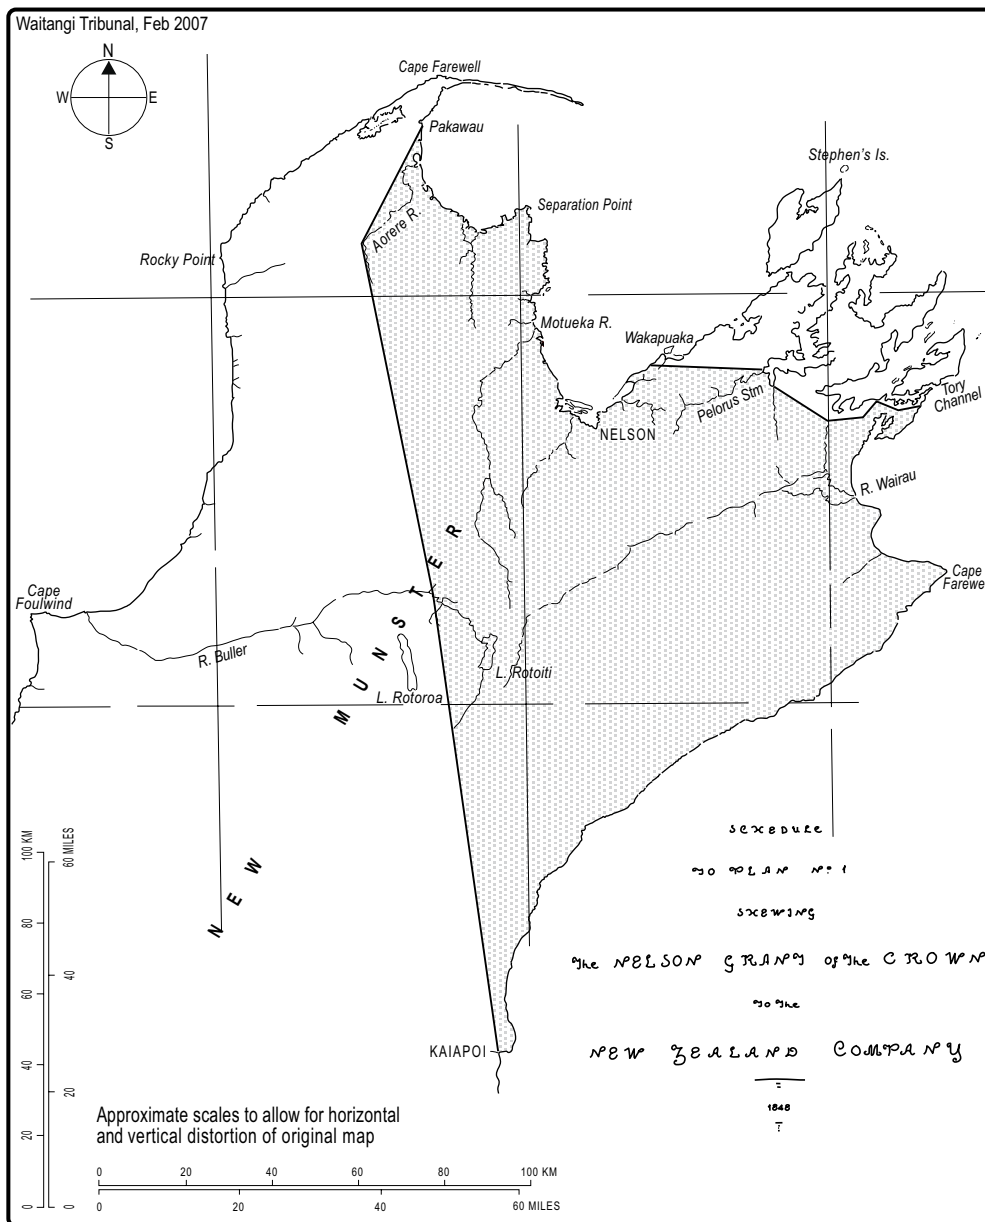 Waitangi Tribunal, Feb 2007
N
W
E
S
Cape Farewell
Pakawau
Stephen's Is.
Separation Point
Aorere R.
Rocky Point
Motueka R.
Wakapuaka
Tory
Channel
Pelorus Stm
NELSON
R. Wairau
Cape
Foulwind
Cape
R. Buller
L. Rotoiti
L. Rotoroa
NEW MUNSTER
SCHEDULE
TO PLAN No. 1
SHEWING
The NELSON GRANT of The CROWN
To The
NEW ZEALAND COMPANY
1848
KAIAPOI
100 KM
80
60
40
20
0
60 MILES
40
20
0
Approximate scales to allow for horizontal
and vertical distortion of original map
0 20 40 60 80 100 KM
0 20 40 60 MILES